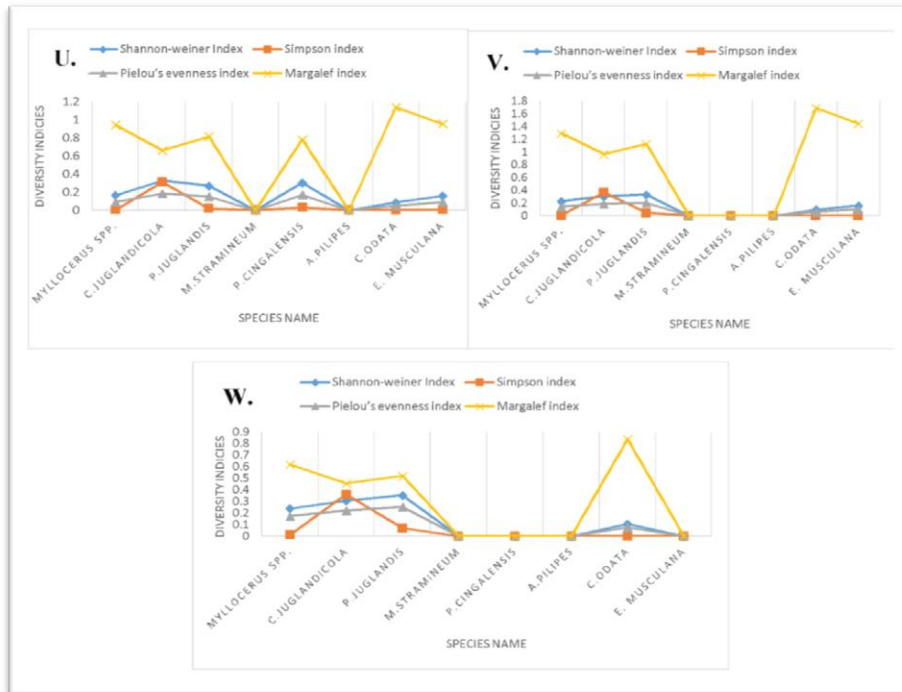 U.
Shannon-weiner Index
Simpson index
Pielou's evenness index
Margalef index
DIVERSITY INDICIES
1.2
1
0.8
0.6
0.4
0.2
0
MYLLOCERUS SPP.
C.JUGLANDICOLA
P.JUGLANDIS
M.STRAMINEUM
P.CINGALENSIS
A.PILIPES
C.ODATA
E. MUSCULANA
SPECIES NAME
V.
Shannon-weiner Index
Simpson index
Pielou's evenness index
Margalef index
DIVERSITY INDICIES
1.8
1.6
1.4
1.2
1
0.8
0.6
0.4
0.2
0
MYLLOCERUS SPP.
C.JUGLANDICOLA
P.JUGLANDIS
M.STRAMINEUM
P.CINGALENSIS
A.PILIPES
C.ODATA
E. MUSCULANA
SPECIES NAME
W.
Shannon-weiner Index
Simpson index
Pielou's evenness index
Margalef index
DIVERSITY INDICIES
0.9
0.8
0.7
0.6
0.5
0.4
0.3
0.2
0.1
0
MYLLOCERUS SPP.
C.JUGLANDICOLA
P.JUGLANDIS
M.STRAMINEUM
P.CINGALENSIS
A.PILIPES
C.ODATA
E. MUSCULANA
SPECIES NAME